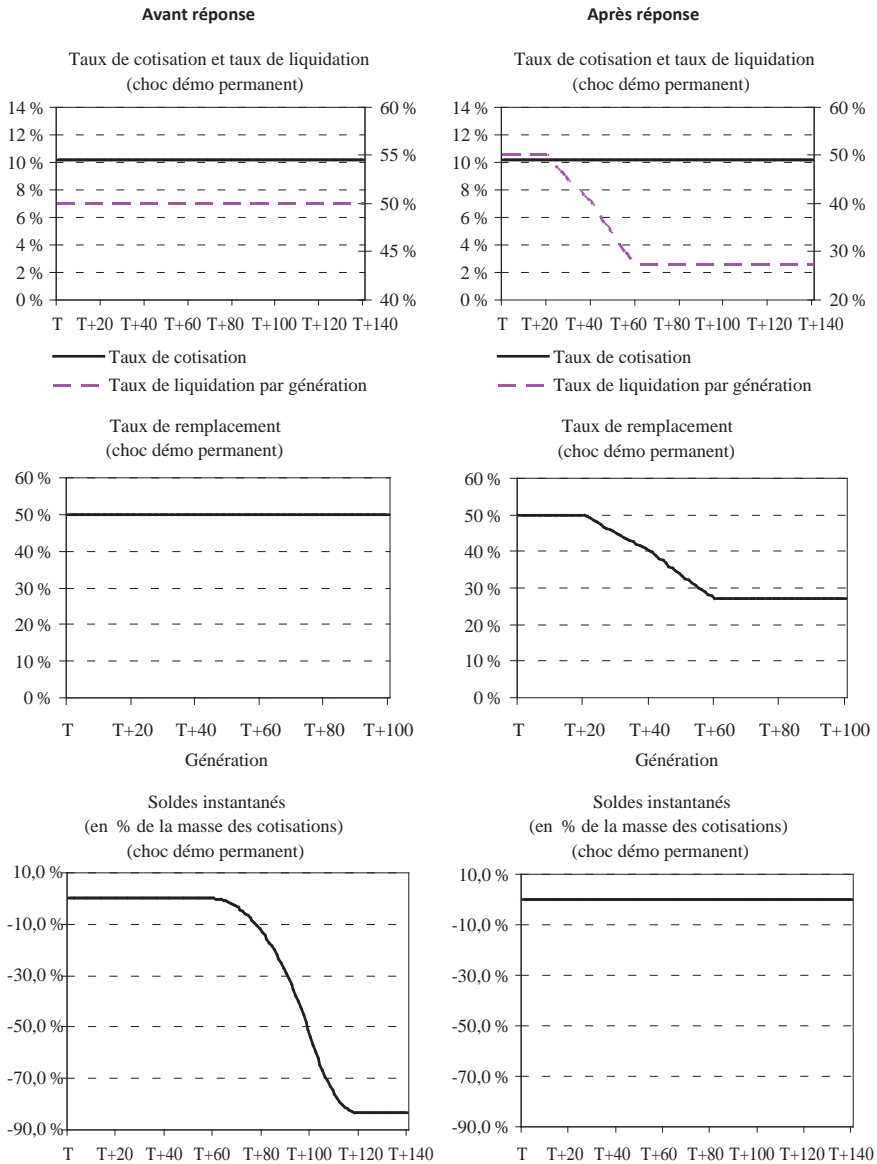 Avant réponse
Taux de cotisation et taux de liquidation
(choc démo permanent)
14 %
12 %
10 %
8 %
6 %
4 %
2 %
0 %
60 %
55 %
50 %
45 %
40 %
T T+20 T+40 T+60 T+80 T+100 T+120 T+140
Taux de cotisation
Taux de liquidation par génération
Après réponse
Taux de cotisation et taux de liquidation
(choc démo permanent)
14 %
12 %
10 %
8 %
6 %
4 %
2 %
0 %
60 %
50 %
40 %
30 %
20 %
T T+20 T+40 T+60 T+80 T+100 T+120 T+140
Taux de cotisation
Taux de liquidation par génération
Taux de remplacement
(choc démo permanent)
60 %
50 %
40 %
30 %
20 %
10 %
0 %
T T+20 T+40 T+60 T+80 T+100
Génération
Taux de remplacement
(choc démo permanent)
60 %
50 %
40 %
30 %
20 %
10 %
0 %
T T+20 T+40 T+60 T+80 T+100
Génération
Soldes instantanés
(en % de la masse des cotisations)
(choc démo permanent)
10,0 %
-10,0 %
-30,0 %
-50,0 %
-70,0 %
-90,0 %
T T+20 T+40 T+60 T+80 T+100 T+120 T+140
Soldes instantanés
(en % de la masse des cotisations)
(choc démo permanent)
10,0 %
-10,0 %
-30,0 %
-50,0 %
-70,0 %
-90,0 %
T T+20 T+40 T+60 T+80 T+100 T+120 T+140